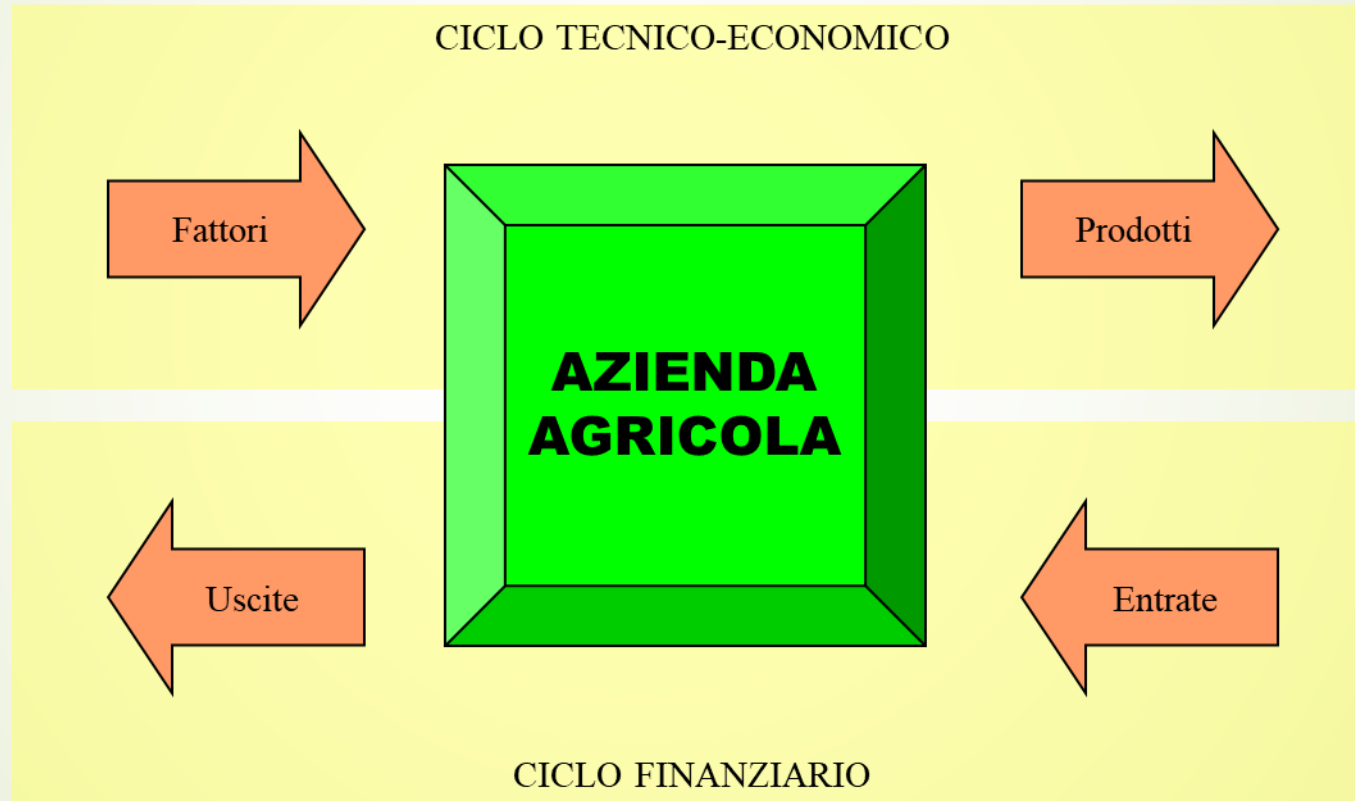 CICLO TECNICO-ECONOMICO
Fattori
Prodotti
AZIENDA
AGRICOLA
Uscite
Entrate
CICLO FINANZIARIO